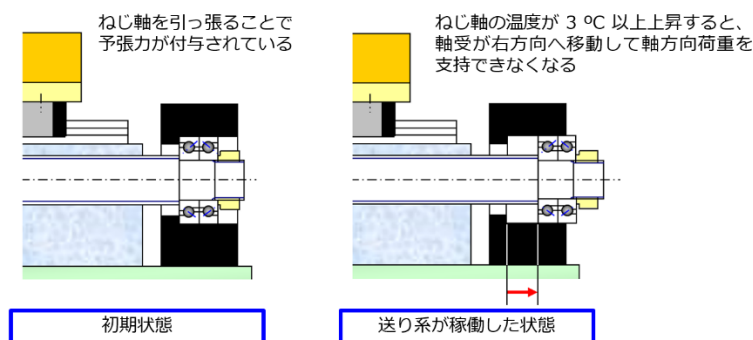 ねじ軸を引っ張ることで
予張力が付与されている
ねじ軸の温度が 3 ℃ 以上上昇すると、
軸受が右方向へ移動して軸方向荷重を
支持できなくなる
初期状態
送り系が稼働した状態